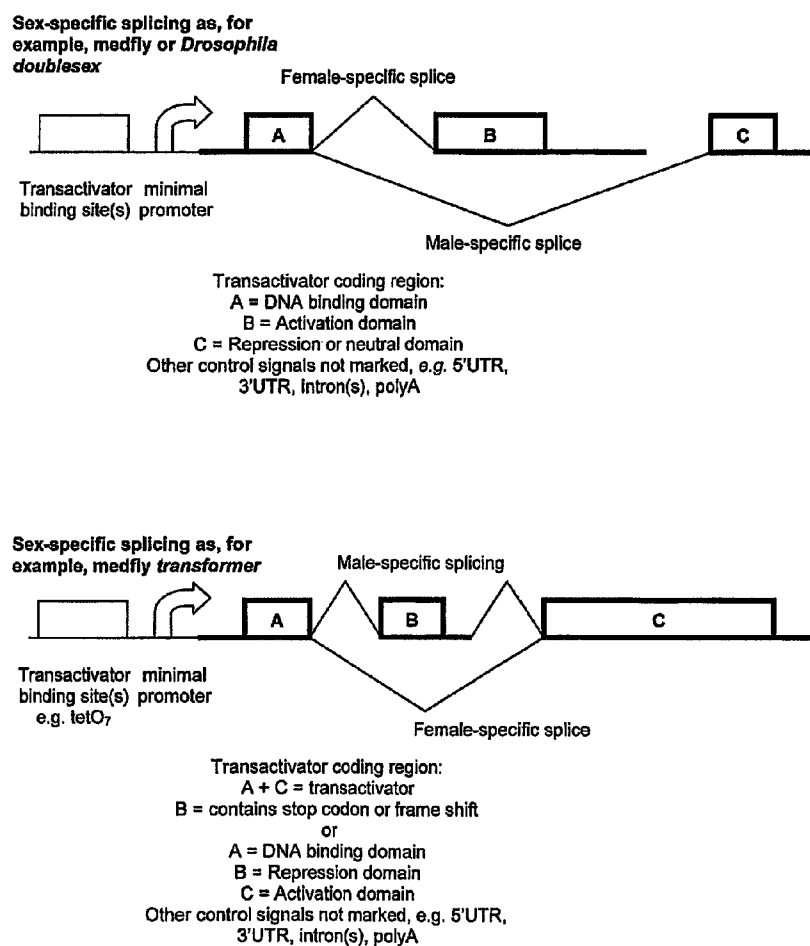 Sex-specific splicing as, for
example, medfly or Drosophila
doublesex
Female-specific splice
A
B
C
Transactivator minimal
binding site(s) promoter
Male-specific splice
Transactivator coding region:
A = DNA binding domain
B = Activation domain
C = Repression or neutral domain
Other control signals not marked, e.g. 5'UTR,
3'UTR, intron(s), polyA
Sex-specific splicing as, for
example, medfly transformer
Male-specific splicing
A
B
C
Transactivator minimal
binding site(s) promoter
e.g. tetO₇
Female-specific splice
Transactivator coding region:
A + C = transactivator
B = contains stop codon or frame shift
or
A = DNA binding domain
B = Repression domain
C = Activation domain
Other control signals not marked, e.g. 5'UTR,
3'UTR, intron(s), polyA